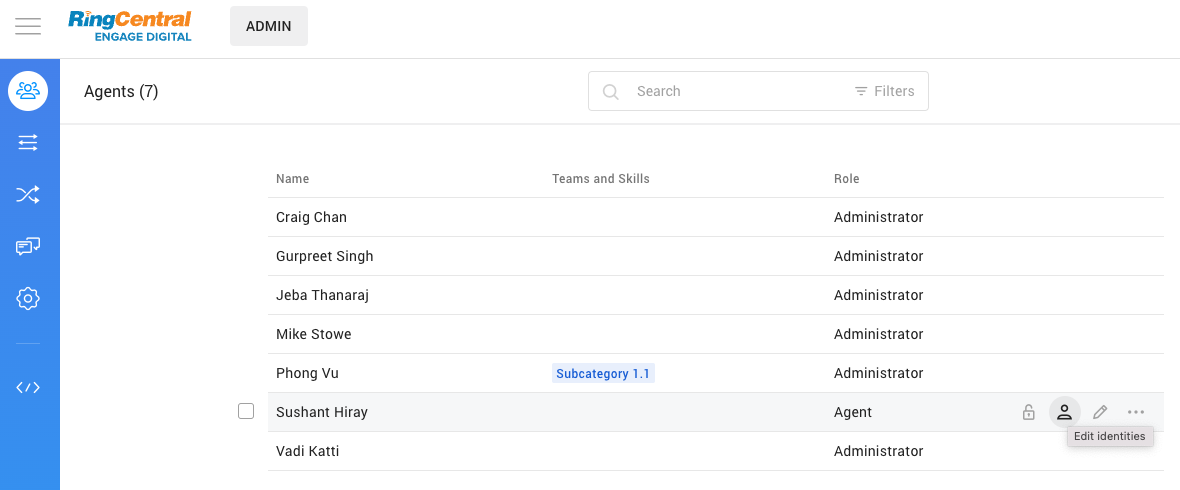 RingCentral
ENGAGE DIGITAL
ADMIN
Agents (7)
Search
Filters
Name Teams and Skills Role
Craig Chan Administrator
Gurpreet Singh Administrator
Jeba Thanaraj Administrator
Mike Stowe Administrator
Phong Vu Subcategory 1.1 Administrator
Sushant Hiray Agent
Edit identities
Vadi Katti Administrator